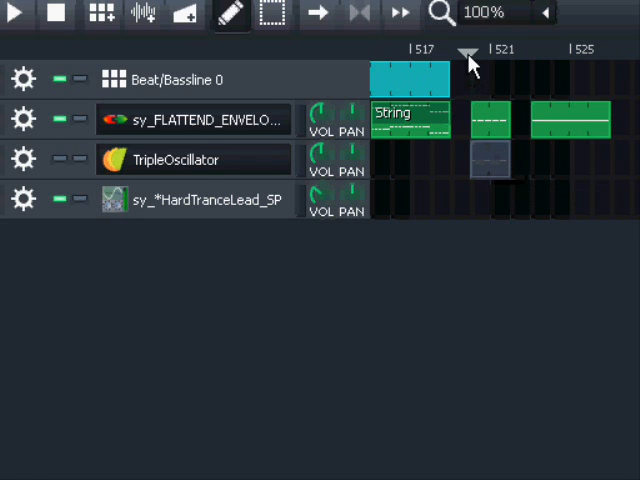 100%
517 521 525
Beat/Bassline 0
sy_FLATTEND_ENVELO... VOL PAN String
TripleOscillator VOL PAN
sy_*HardTranceLead_SP VOL PAN